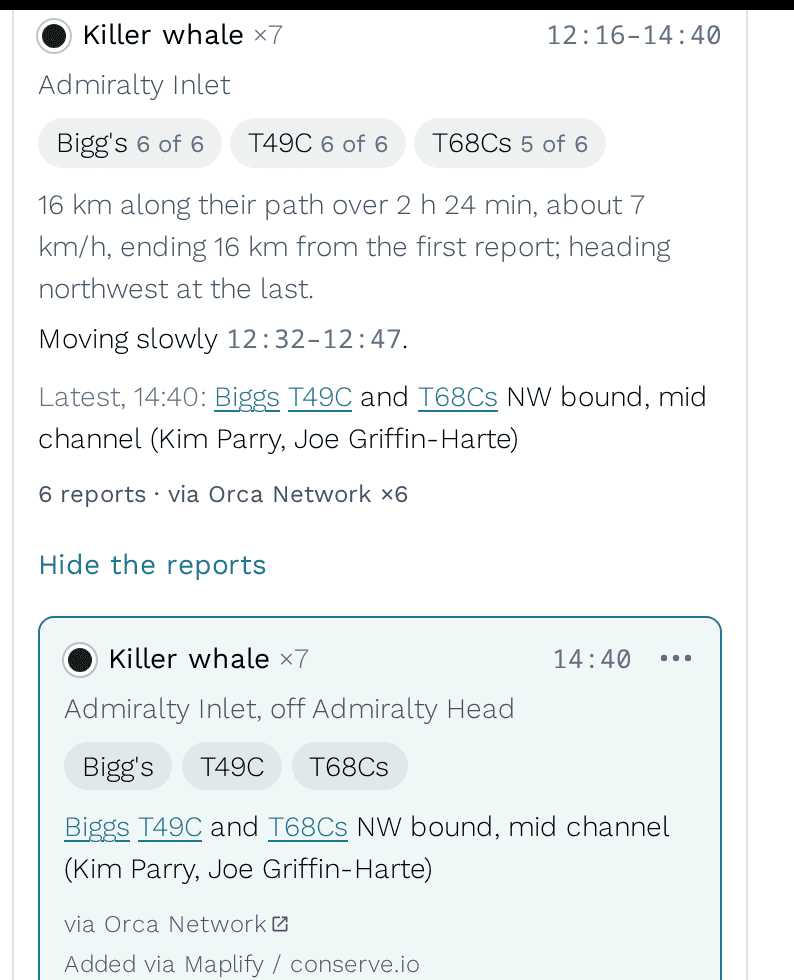 Killer whale ×7 12:16–14:40
Admiralty Inlet
Bigg's 6 of 6 T49C 6 of 6 T68Cs 5 of 6
16 km along their path over 2 h 24 min, about 7
km/h, ending 16 km from the first report; heading
northwest at the last.
Moving slowly 12:32–12:47.
Latest, 14:40: Biggs T49C and T68Cs NW bound, mid
channel (Kim Parry, Joe Griffin-Harte)
6 reports · via Orca Network ×6
Hide the reports
Killer whale ×7 14:40 •••
Admiralty Inlet, off Admiralty Head
Bigg's T49C T68Cs
Biggs T49C and T68Cs NW bound, mid channel
(Kim Parry, Joe Griffin-Harte)
via Orca Network
Added via Maplify / conserve.io